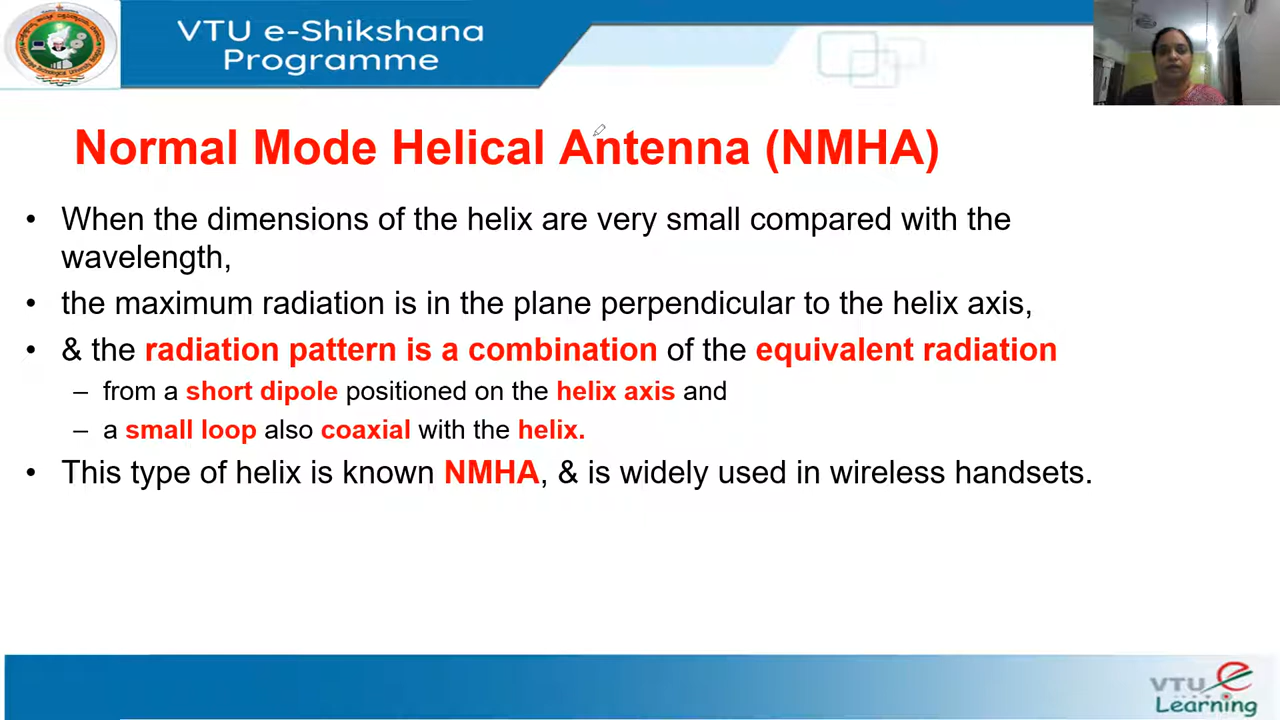 VTU e-Shikshana
Programme
Normal Mode Helical Antenna (NMHA)
• When the dimensions of the helix are very small compared with the
wavelength,
• the maximum radiation is in the plane perpendicular to the helix axis,
• & the radiation pattern is a combination of the equivalent radiation
– from a short dipole positioned on the helix axis and
– a small loop also coaxial with the helix.
• This type of helix is known NMHA, & is widely used in wireless handsets.
VTU e
Learning